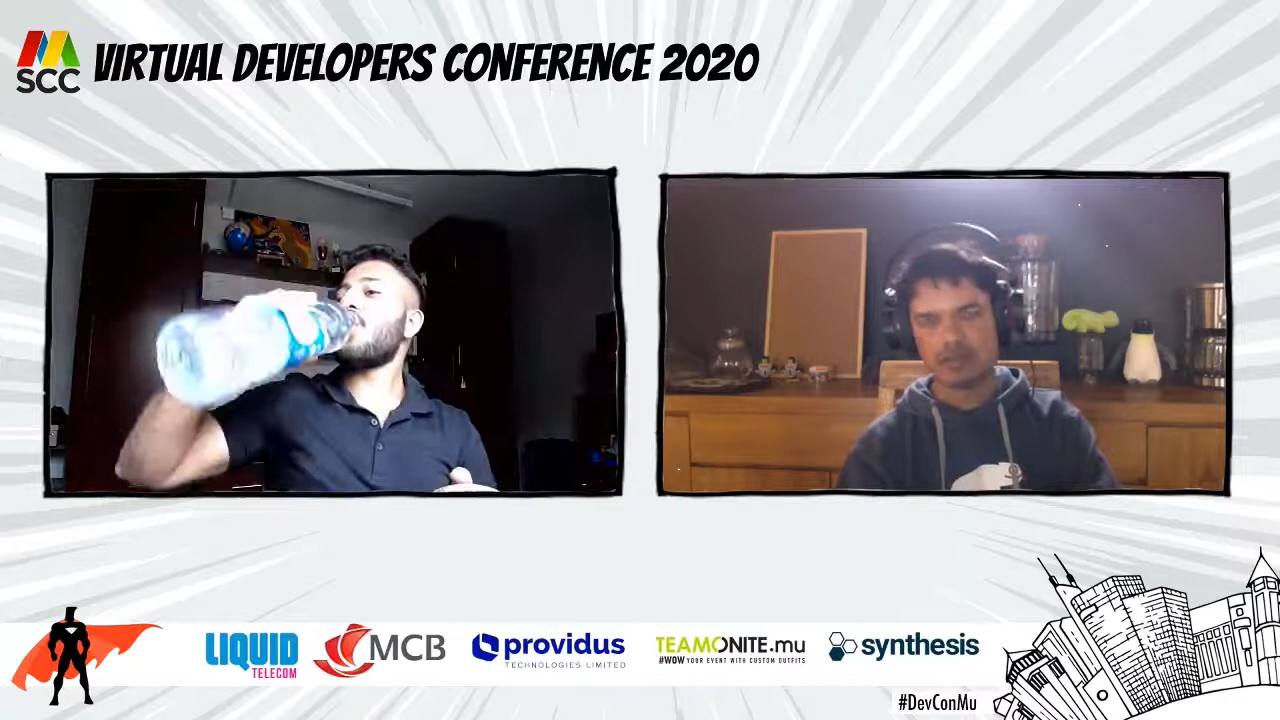 SCC
VIRTUAL DEVELOPERS CONFERENCE 2020
LIQUID
TELECOM
MCB
providus
TECHNOLOGIES LIMITED
TEAMONITE.mu
#WOW YOUR EVENT WITH CUSTOM OUTFITS
synthesis
#DevConMu